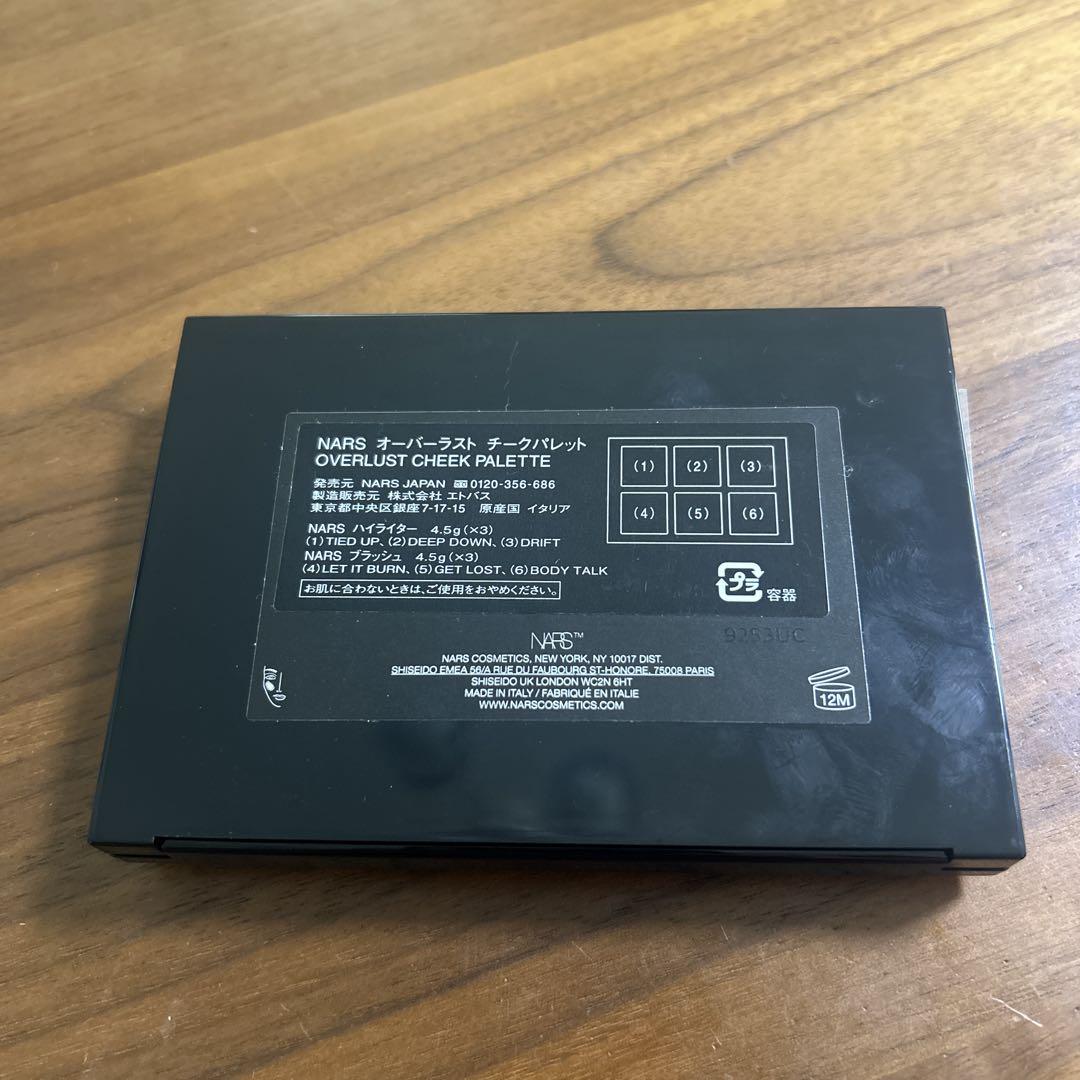 NARS オーバーラスト チークパレット
OVERLUST CHEEK PALETTE
発売元 NARS JAPAN 0120-356-686
製造販売元 株式会社 エトバス
東京都中央区銀座7-17-15 原産国 イタリア
NARS ハイライター 4.5g(×3)
(1)TIED UP、(2)DEEP DOWN、(3)DRIFT
NARS ブラッシュ 4.5g(×3)
(4)LET IT BURN、(5)GET LOST、(6)BODY TALK
お肌に合わないときは、ご使用をおやめください。
(1) (2) (3)
(4) (5) (6)
プラ 容器
9253UC
NARS™
NARS COSMETICS, NEW YORK, NY 10017 DIST.
SHISEIDO EMEA 56/A RUE DU FAUBOURG ST-HONORE, 75008 PARIS
SHISEIDO UK LONDON WC2N 6HT
MADE IN ITALY / FABRIQUÉ EN ITALIE
WWW.NARSCOSMETICS.COM
12M